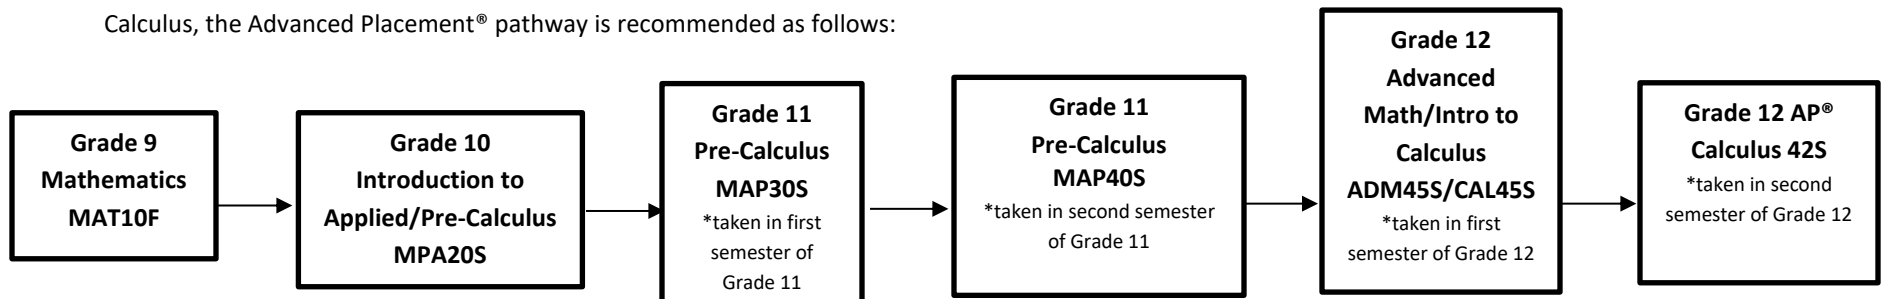 Calculus, the Advanced Placement® pathway is recommended as follows:
Grade 9
Mathematics
MAT10F
Grade 10
Introduction to
Applied/Pre-Calculus
MPA20S
Grade 11
Pre-Calculus
MAP30S
*taken in first
semester of
Grade 11
Grade 11
Pre-Calculus
MAP40S
*taken in second semester
of Grade 11
Grade 12
Advanced
Math/Intro to
Calculus
ADM45S/CAL45S
*taken in first
semester of Grade 12
Grade 12 AP®
Calculus 42S
*taken in second
semester of Grade 12